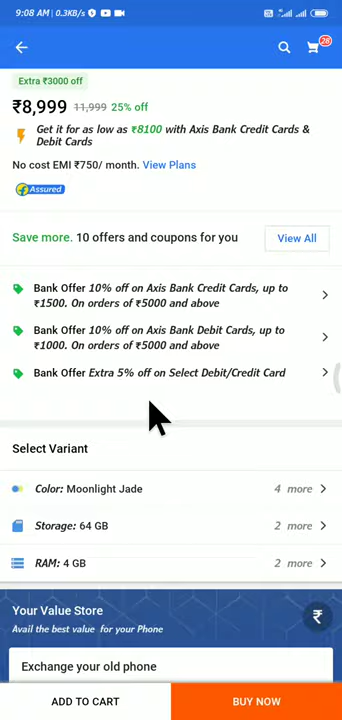 9:08 AM | 0.3KB/s
28
Extra ₹3000 off
₹8,999 11,999 25% off
Get it for as low as ₹8100 with Axis Bank Credit Cards &
Debit Cards
No cost EMI ₹750/ month. View Plans
Assured
Save more. 10 offers and coupons for you
View All
Bank Offer 10% off on Axis Bank Credit Cards, up to
₹1500. On orders of ₹5000 and above
Bank Offer 10% off on Axis Bank Debit Cards, up to
₹1000. On orders of ₹5000 and above
Bank Offer Extra 5% off on Select Debit/Credit Card
Select Variant
Color: Moonlight Jade 4 more
Storage: 64 GB 2 more
RAM: 4 GB 2 more
Your Value Store
Avail the best value for your Phone
₹
Exchange your old phone
ADD TO CART
BUY NOW